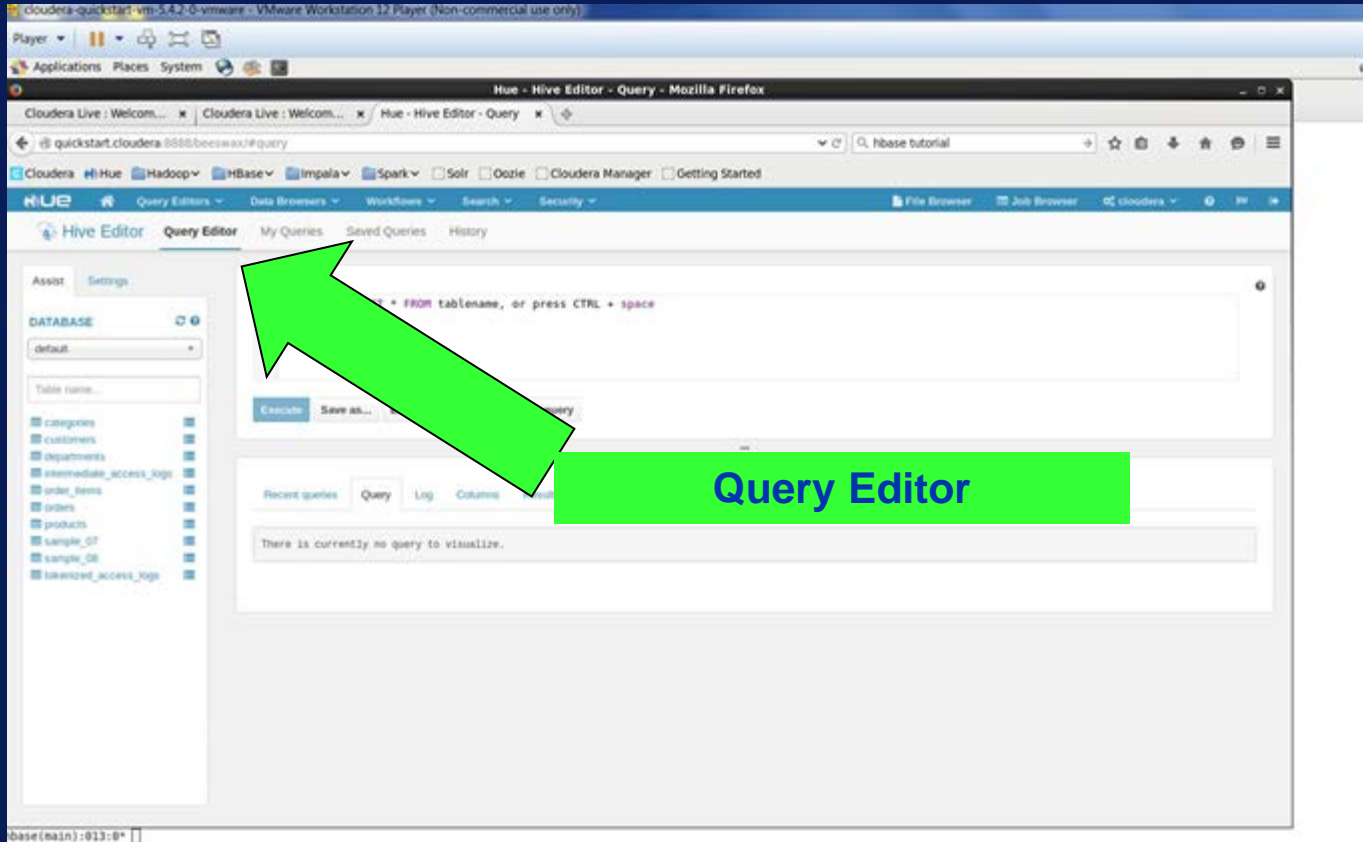 cloudera-quickstart-vm-5.4.2-0-vmware - VMware Workstation 12 Player (Non-commercial use only)
Player
Applications Places System
Hue - Hive Editor - Query - Mozilla Firefox
Cloudera Live : Welcom... Cloudera Live : Welcom... Hue - Hive Editor - Query
quickstart.cloudera:8888/beeswax/#query hbase tutorial
Cloudera Hue Hadoop HBase Impala Spark Solr Oozie Cloudera Manager Getting Started
HUE Query Editors Data Browsers Workflows Search Security File Browser Job Browser cloudera
Hive Editor Query Editor My Queries Saved Queries History
Assist Settings
* FROM tablename, or press CTRL + space
DATABASE
default
Table name...
Execute Save as...
categories
customers
departments
intermediate_access_logs
order_items
orders
products
sample_07
sample_08
tokenized_access_logs
Recent queries Query Log Columns
Query Editor
There is currently no query to visualize.
hbase(main):013:0*